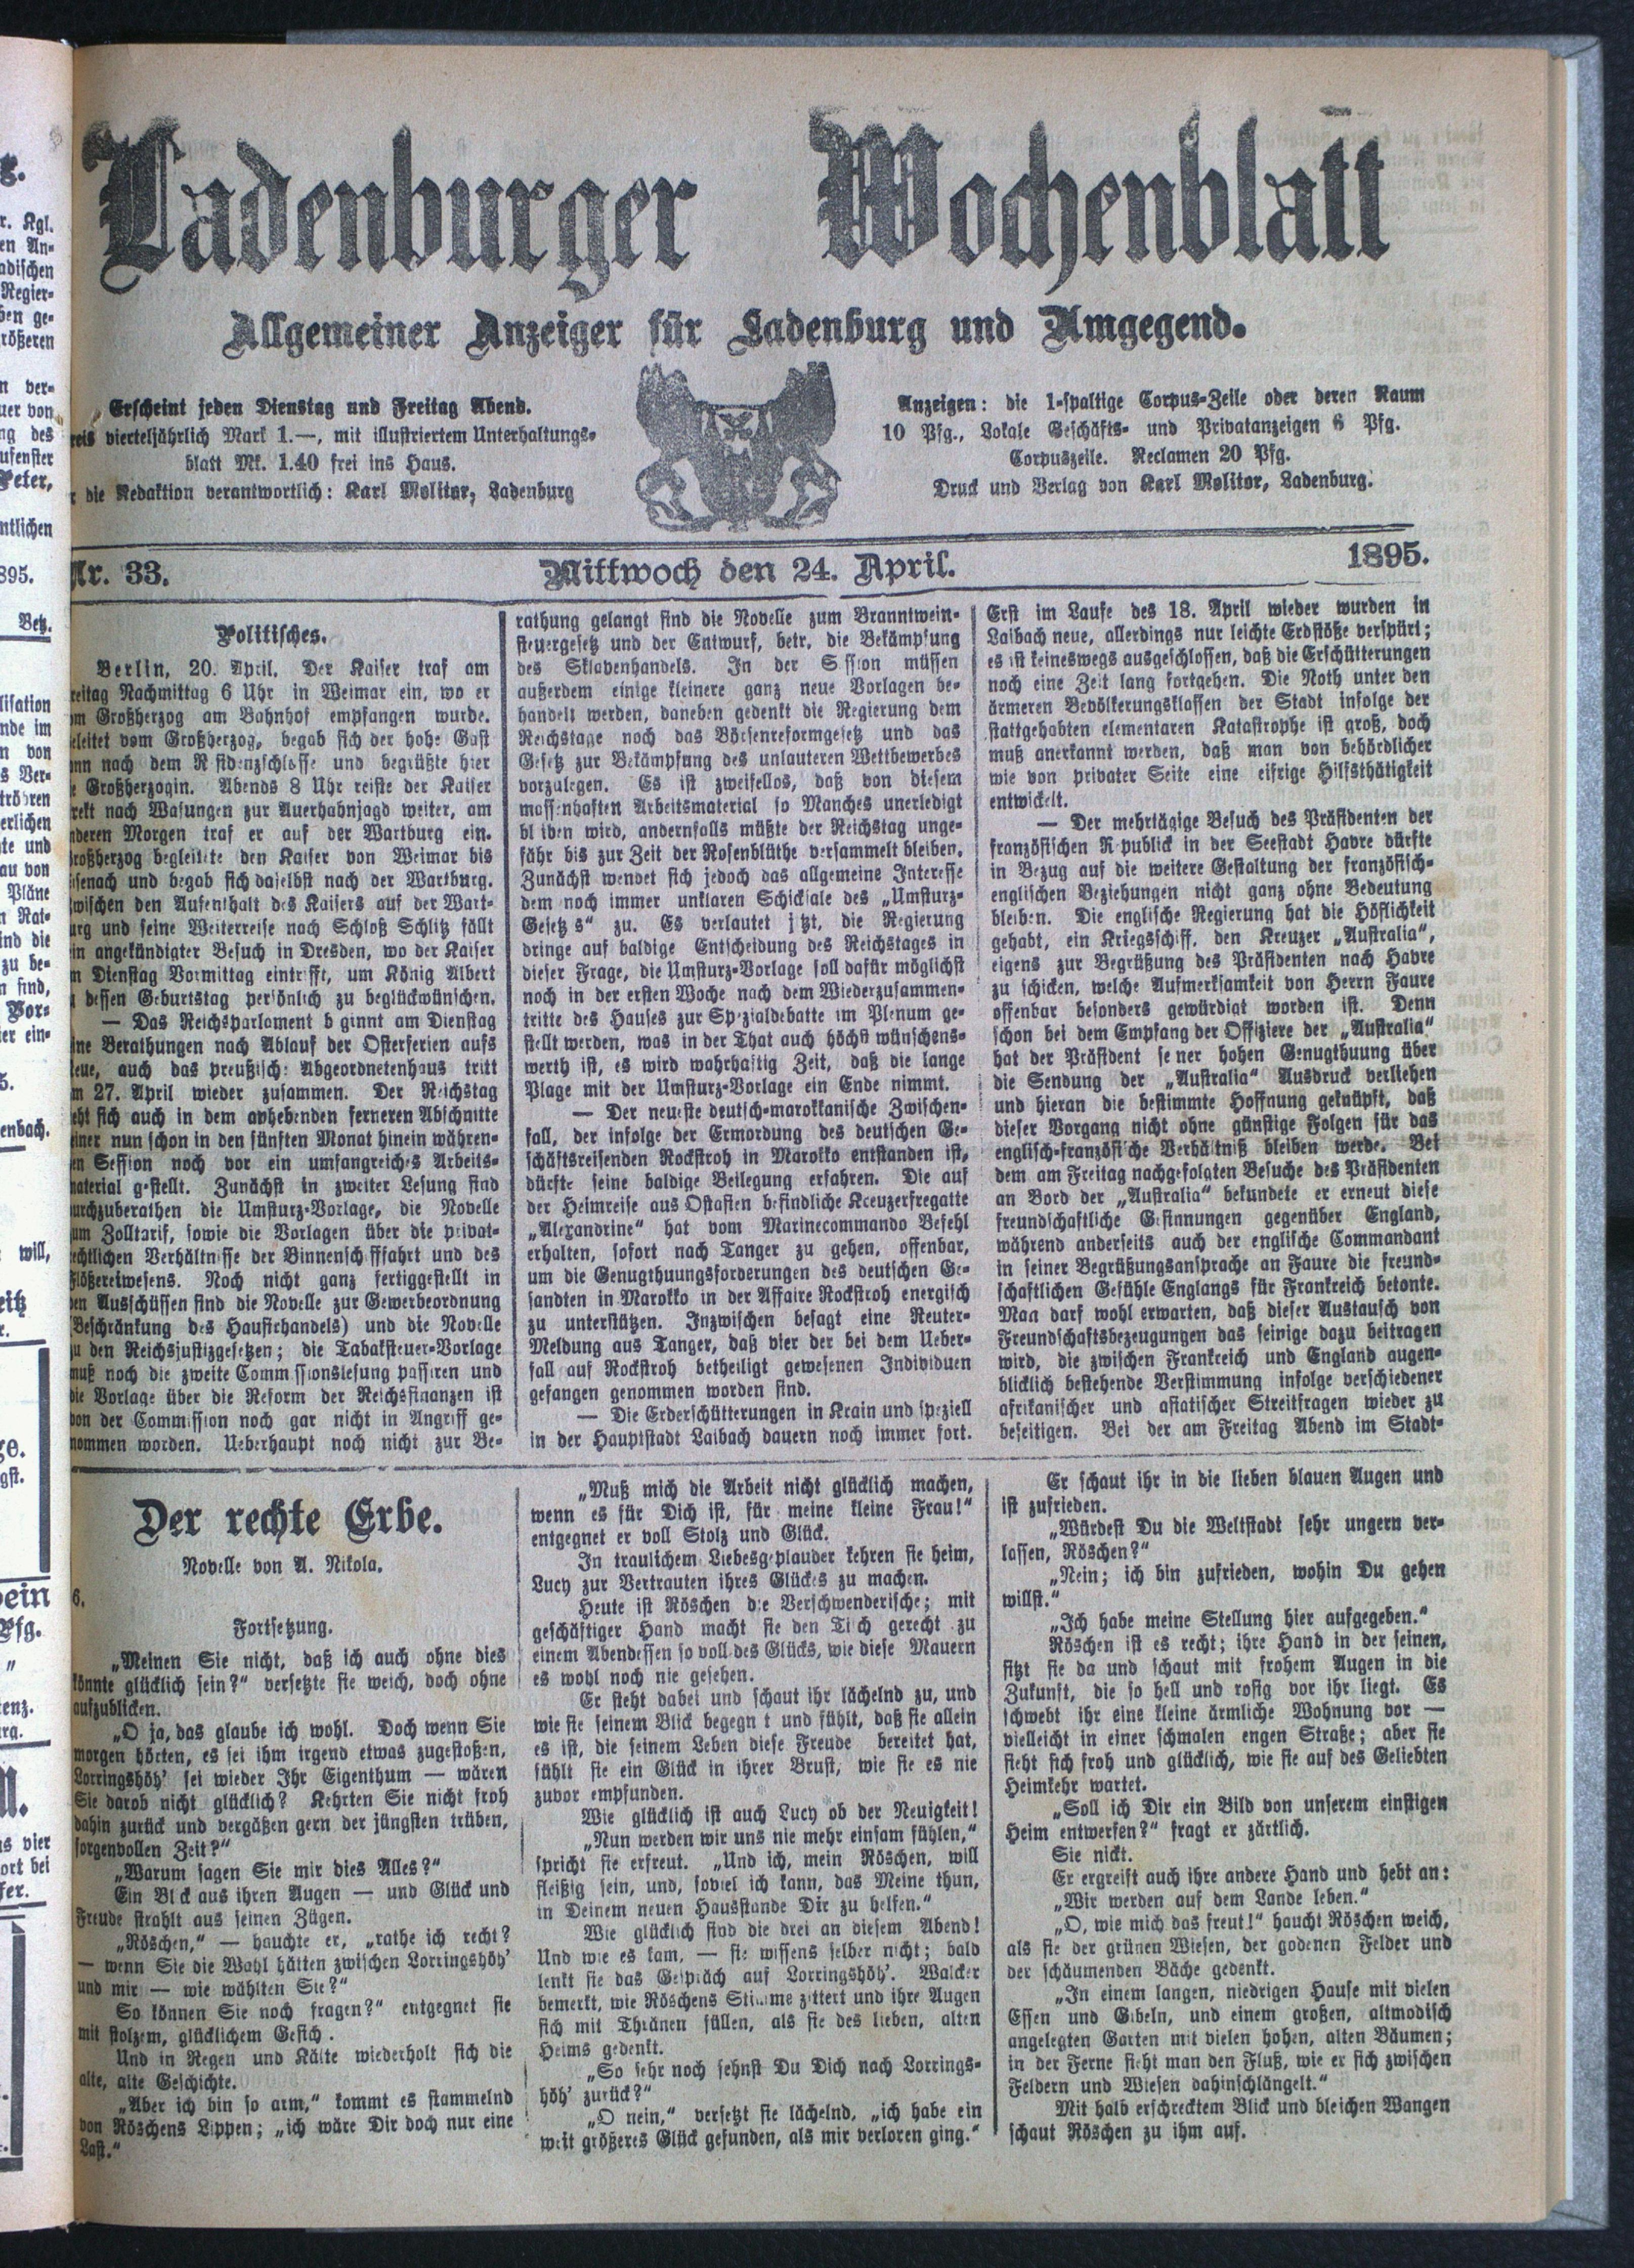 Ladenburger Wochenblatt
Allgemeiner Anzeiger für Ladenburg und Umgegend.
Erscheint jeden Dienstag und Freitag Abend.
reis vierteljährlich Mark 1.—, mit illustriertem Unterhaltungs-
blatt Mk. 1.40 frei ins Haus.
r die Redaktion verantwortlich: Karl Molitor, Ladenburg
Anzeigen: die 1-spaltige Corpus-Zeile oder deren Raum
10 Pfg., Lokale Geschäfts- und Privatanzeigen 6 Pfg.
Corpuszeile. Reclamen 20 Pfg.
Druck und Verlag von Karl Molitor, Ladenburg.
Nr. 33.
Mittwoch den 24. April.
1895.
Politisches.
Berlin, 20. April. Der Kaiser traf am
reitag Nachmittag 6 Uhr in Weimar ein, wo er
om Großherzog am Bahnhof empfangen wurde.
eleitet vom Großherzog, begab sich der hohe Gast
ann nach dem R sidenzschlosse und begrüßte hier
e Großherzogin. Abends 8 Uhr reiste der Kaiser
rekt nach Wasungen zur Auerhahnjagd weiter, am
nderen Morgen traf er auf der Wartburg ein.
roßherzog begleitete den Kaiser von Weimar bis
isenach und begab sich daselbst nach der Wartburg.
wischen den Aufenthalt des Kaisers auf der Wart-
urg und seine Weiterreise nach Schloß Schlitz fällt
in angekündigter Besuch in Dresden, wo der Kaiser
m Dienstag Vormittag eintrifft, um König Albert
dessen Geburtstag persönlich zu beglückwünschen.
— Das Reichsparlament b ginnt am Dienstag
ine Berathungen nach Ablauf der Osterferien aufs
eue, auch das preußische Abgeordnetenhaus tritt
m 27. April wieder zusammen. Der Reichstag
eht sich auch in dem anhebenden ferneren Abschnitte
einer nun schon in den fünften Monat hinein währen-
en Session noch vor ein umfangreiches Arbeits-
material gestellt. Zunächst in zweiter Lesung sind
urchzuberathen die Umsturz-Vorlage, die Novelle
um Zolltarif, sowie die Vorlagen über die privat-
echtlichen Verhältnisse der Binnensch fffahrt und des
Flößereiwesens. Noch nicht ganz fertiggestellt in
en Ausschüssen sind die Novelle zur Gewerbeordnung
(Beschränkung des Hausirhandels) und die Novelle
zu den Reichsjustizgesetzen; die Tabaksteuer-Vorlage
muß noch die zweite Commissionslesung passiren und
die Vorlage über die Reform der Reichsfinanzen ist
von der Commission noch gar nicht in Angriff ge-
nommen worden. Ueberhaupt noch nicht zur Be-
rathung gelangt sind die Novelle zum Branntwein-
steuergesetz und der Entwurf, betr. die Bekämpfung
des Sklavenhandels. In der S ssion müssen
außerdem einige kleinere ganz neue Vorlagen be-
handelt werden, daneben gedenkt die Regierung dem
Reichstage noch das Börsenreformgesetz und das
Gesetz zur Bekämpfung des unlauteren Wettbewerbes
vorzulegen. Es ist zweifellos, daß von diesem
massenhaften Arbeitsmaterial so Manches unerledigt
bl iben wird, andernfalls müßte der Reichstag unge-
fähr bis zur Zeit der Rosenblüthe versammelt bleiben.
Zunächst wendet sich jedoch das allgemeine Interesse
dem noch immer unklaren Schicksale des „Umsturz-
Gesetz s“ zu. Es verlautet j tzt, die Regierung
dringe auf baldige Entscheidung des Reichstages in
dieser Frage, die Umsturz-Vorlage soll dafür möglichst
noch in der ersten Woche nach dem Wiederzusammen-
tritte des Hauses zur Spezialdebatte im Plenum ge-
stellt werden, was in der That auch höchst wünschens-
werth ist, es wird wahrhaftig Zeit, daß die lange
Plage mit der Umsturz-Vorlage ein Ende nimmt.
— Der neueste deutsch-marokkanische Zwischen-
fall, der infolge der Ermordung des deutschen Ge-
schäftsreisenden Rockstroh in Marokko entstanden ist,
dürfte seine baldige Beilegung erfahren. Die auf
der Heimreise aus Ostasien befindliche Kreuzerfregatte
„Alexandrine“ hat vom Marinecommando Befehl
erhalten, sofort nach Tanger zu gehen, offenbar,
um die Genugthuungsforderungen des deutschen Ge-
sandten in Marokko in der Affaire Rockstroh energisch
zu unterstützen. Inzwischen besagt eine Reuter-
Meldung aus Tanger, daß vier der bei dem Ueber-
fall auf Rockstroh betheiligt gewesenen Individuen
gefangen genommen worden sind.
— Die Erderschütterungen in Krain und speziell
in der Hauptstadt Laibach dauern noch immer fort.
Erst im Laufe des 18. April wieder wurden in
Laibach neue, allerdings nur leichte Erdstöße verspürt;
es ist keineswegs ausgeschlossen, daß die Erschütterungen
noch eine Zeit lang fortgehen. Die Noth unter den
ärmeren Bevölkerungsklassen der Stadt infolge der
stattgehabten elementaren Katastrophe ist groß, doch
muß anerkannt werden, daß man von behördlicher
wie von privater Seite eine eifrige Hilfsthätigkeit
entwickelt.
— Der mehrtägige Besuch des Präsidenten der
französischen R publick in der Seestadt Havre dürfte
in Bezug auf die weitere Gestaltung der französisch-
englischen Beziehungen nicht ganz ohne Bedeutung
bleiben. Die englische Regierung hat die Höflichkeit
gehabt, ein Kriegsschiff, den Kreuzer „Australia“,
eigens zur Begrüßung des Präsidenten nach Havre
zu schicken, welche Aufmerksamkeit von Herrn Faure
offenbar besonders gewürdigt worden ist. Denn
schon bei dem Empfang der Offiziere der „Australia“
hat der Präsident se ner hohen Genugthuung über
die Sendung der „Australia“ Ausdruck verliehen
und hieran die bestimmte Hoffnung geknüpft, daß
dieser Vorgang nicht ohne günstige Folgen für das
englisch-französi che Verhältniß bleiben werde. Bei
dem am Freitag nachgefolgten Besuche des Präsidenten
an Bord der „Australia“ bekundete er erneut diese
freundschaftliche Gesinnungen gegenüber England,
während anderseits auch der englische Commandant
in seiner Begrüßungsansprache an Faure die freund-
schaftlichen Gefühle Englangs für Frankreich betonte.
Man darf wohl erwarten, daß dieser Austausch von
Freundschaftsbezeugungen das seinige dazu beitragen
wird, die zwischen Frankreich und England augen-
blicklich bestehende Verstimmung infolge verschiedener
afrikanischer und asiatischer Streitfragen wieder zu
beseitigen. Bei der am Freitag Abend im Stadt-
Der rechte Erbe.
Novelle von A. Nikola.
6.
Fortsetzung.
„Meinen Sie nicht, daß ich auch ohne dies
könnte glücklich sein?“ versetzte sie weich, doch ohne
aufzublicken.
„O ja, das glaube ich wohl. Doch wenn Sie
morgen hörten, es sei ihm irgend etwas zugestoßen,
Lorringshöh' sei wieder Ihr Eigenthum — wären
Sie darob nicht glücklich? Kehrten Sie nicht froh
dahin zurück und vergäßen gern der jüngsten trüben,
sorgenvollen Zeit?“
„Warum sagen Sie mir dies Alles?“
Ein Bl ck aus ihren Augen — und Glück und
Freude strahlt aus seinen Zügen.
„Röschen,“ — hauchte er, „rathe ich recht?
— wenn Sie die Wahl hätten zwischen Lorringshöh'
und mir — wie wählten Sie?“
So können Sie noch fragen?“ entgegnet sie
mit stolzem, glücklichem Gesich .
Und in Regen und Kälte wiederholt sich die
alte, alte Geschichte.
„Aber ich bin so arm,“ kommt es stammelnd
von Röschens Lippen; „ich wäre Dir doch nur eine
Last.“
„Muß mich die Arbeit nicht glücklich machen,
wenn es für Dich ist, für meine kleine Frau!“
entgegnet er voll Stolz und Glück.
In traulichem Liebesgeplauder kehren sie heim,
Lucy zur Vertrauten ihres Glückes zu machen.
Heute ist Röschen die Verschwenderische; mit
geschäftiger Hand macht sie den Tisch gerecht zu
einem Abendessen so voll des Glücks, wie diese Mauern
es wohl noch nie gesehen.
Er steht dabei und schaut ihr lächelnd zu, und
wie sie seinem Blick begegn t und fühlt, daß sie allein
es ist, die seinem Leben diese Freude bereitet hat,
fühlt sie ein Glück in ihrer Brust, wie sie es nie
zuvor empfunden.
Wie glücklich ist auch Lucy ob der Neuigkeit!
„Nun werden wir uns nie mehr einsam fühlen,“
spricht sie erfreut. „Und ich, mein Röschen, will
fleißig sein, und, soviel ich kann, das Meine thun,
in Deinem neuen Hausstande Dir zu helfen.“
Wie glücklich sind die drei an diesem Abend!
Und wie es kam, — sie wissens selber nicht; bald
lenkt sie das Gespräch auf Lorringshöh'. Walcker
bemerkt, wie Röschens Stimme zittert und ihre Augen
sich mit Thränen füllen, als sie des lieben, alten
Heims gedenkt.
„So sehr noch sehnst Du Dich nach Lorrings-
höh' zurück?“
„O nein,“ versetzt sie lächelnd, „ich habe ein
weit größeres Glück gefunden, als mir verloren ging.“
Er schaut ihr in die lieben blauen Augen und
ist zufrieden.
„Würdest Du die Weltstadt sehr ungern ver-
lassen, Röschen?“
„Nein; ich bin zufrieden, wohin Du gehen
willst.“
„Ich habe meine Stellung hier aufgegeben.“
Röschen ist es recht; ihre Hand in der seinen,
sitzt sie da und schaut mit frohem Augen in die
Zukunft, die so hell und rosig vor ihr liegt. Es
schwebt ihr eine kleine ärmliche Wohnung vor —
vielleicht in einer schmalen engen Straße; aber sie
sieht sich froh und glücklich, wie sie auf des Geliebten
Heimkehr wartet.
„Soll ich Dir ein Bild von unserem einstigen
Heim entwerfen?“ fragt er zärtlich.
Sie nickt.
Er ergreift auch ihre andere Hand und hebt an:
„Wir werden auf dem Lande leben.“
„O, wie mich das freut!“ haucht Röschen weich,
als sie der grünen Wiesen, der godenen Felder und
der schäumenden Bäche gedenkt.
„In einem langen, niedrigen Hause mit vielen
Essen und Gibeln, und einem großen, altmodisch
angelegten Garten mit vielen hohen, alten Bäumen;
in der Ferne sieht man den Fluß, wie er sich zwischen
Feldern und Wiesen dahinschlängelt.“
Mit halb erschrecktem Blick und bleichen Wangen
schaut Röschen zu ihm auf.